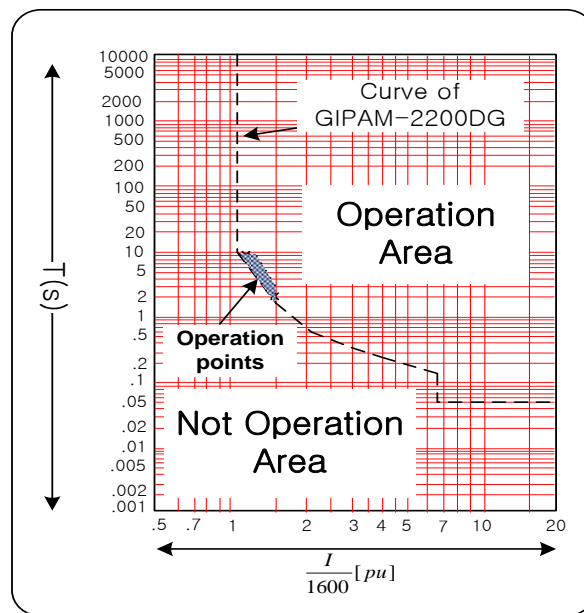 10000
5000
2000
1000
500
200
100
50
20
10
5
2
1
.5
.2
.1
.05
.02
.01
.005
.002
.001
T(s)
Curve of
GIPAM-2200DG
Operation
Area
Operation
points
Not Operation
Area
.5 .7 1 2 3 4 5 7 10 20
I
1600 [pu]